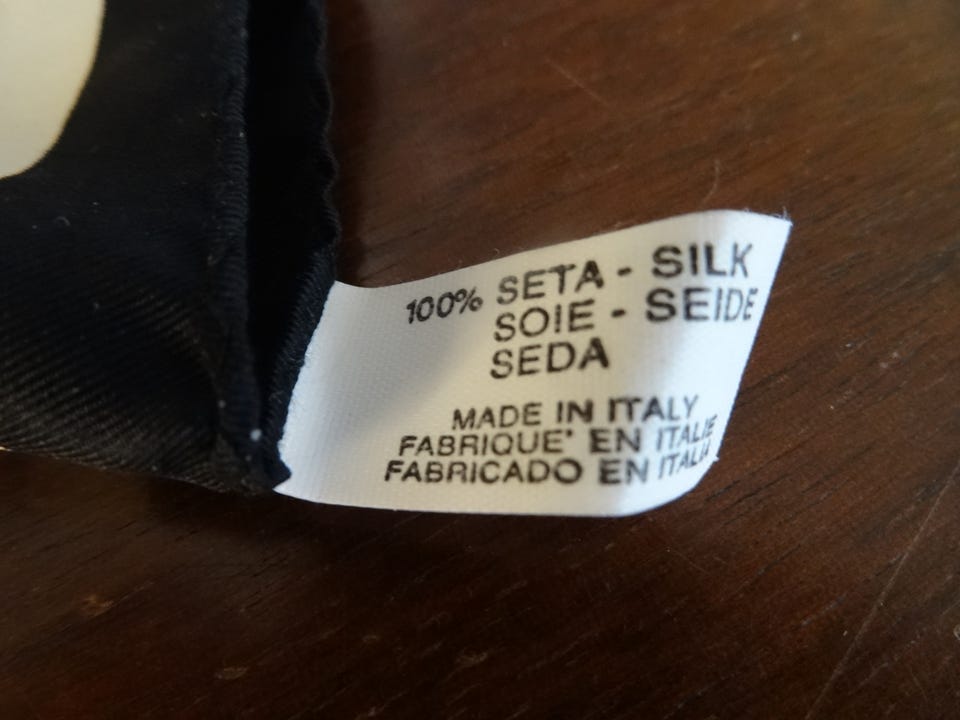 100% SETA - SILK
SOIE - SEIDE
SEDA
MADE IN ITALY
FABRIQUE' EN ITALIE
FABRICADO EN ITALIA